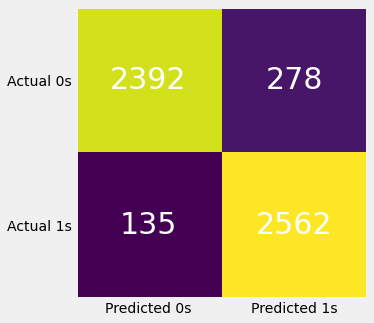 Actual 0s 2392 278
Actual 1s 135 2562
Predicted 0s Predicted 1s